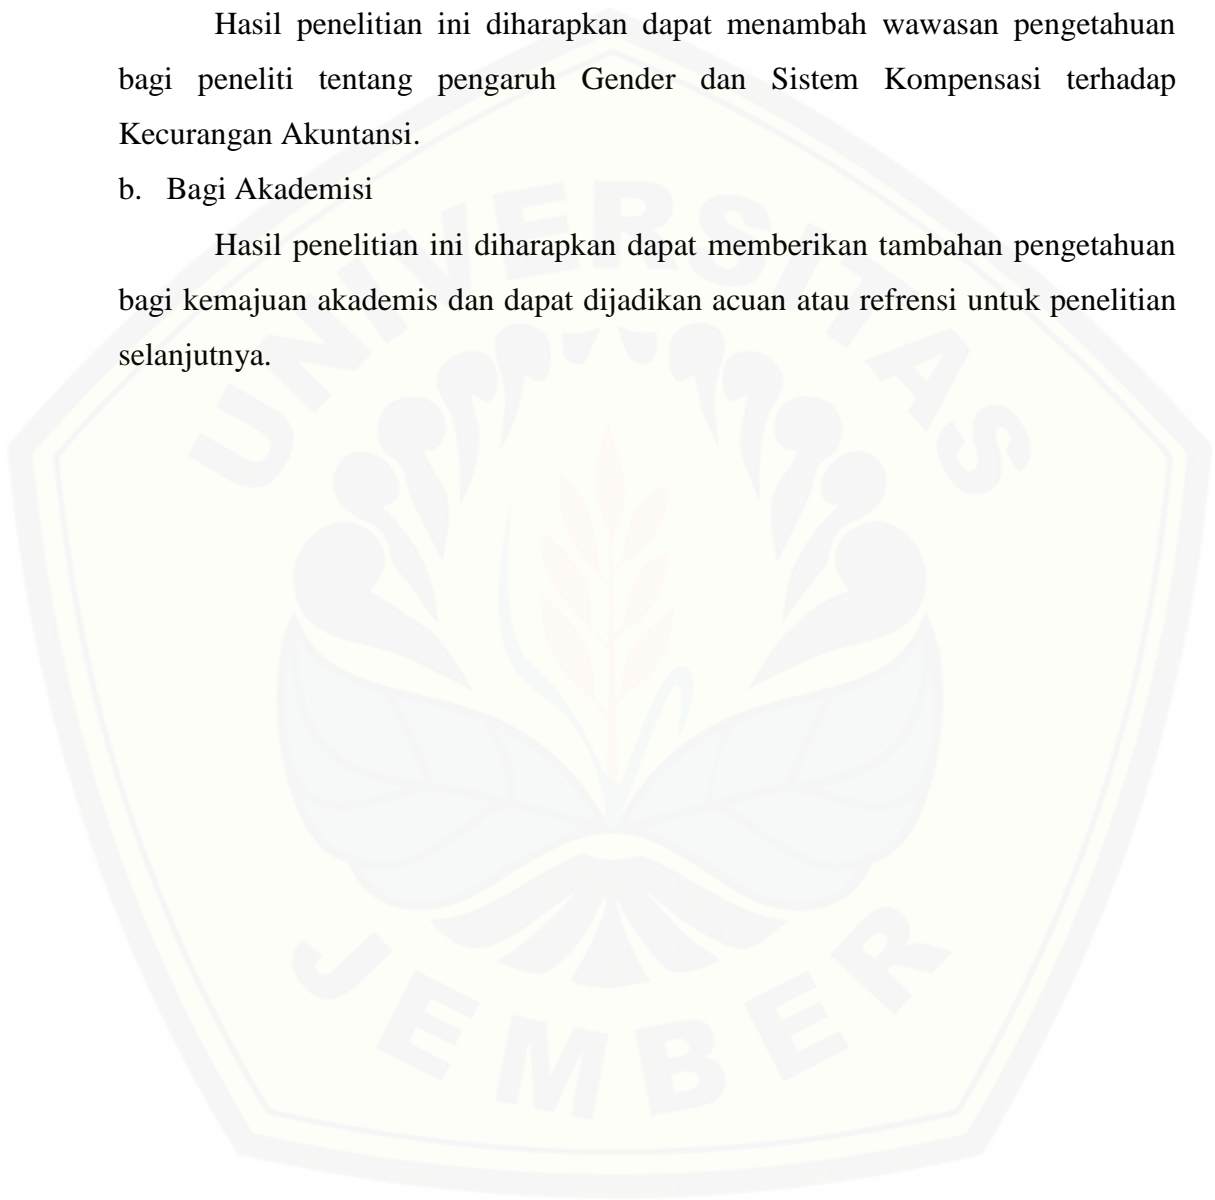 Hasil penelitian ini diharapkan dapat menambah wawasan pengetahuan
bagi peneliti tentang pengaruh Gender dan Sistem Kompensasi terhadap
Kecurangan Akuntansi.
b. Bagi Akademisi
Hasil penelitian ini diharapkan dapat memberikan tambahan pengetahuan
bagi kemajuan akademis dan dapat dijadikan acuan atau refrensi untuk penelitian
selanjutnya.
UNIVERSITAS
JEMBER